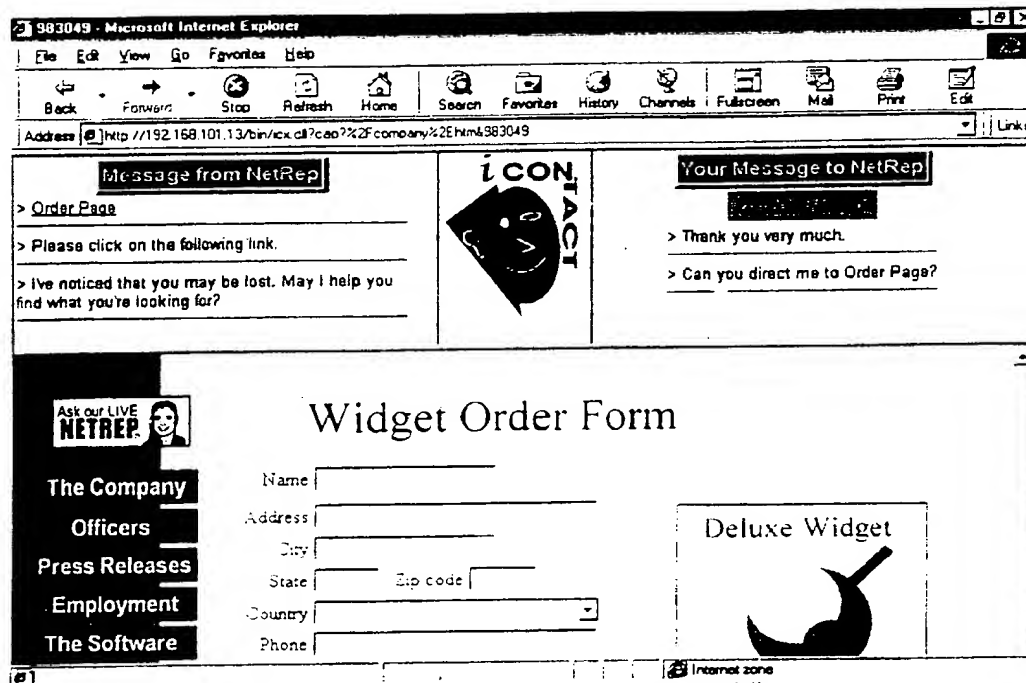 983049 - Microsoft Internet Explorer
File Edit View Go Favorites Help
Back Forward Stop Refresh Home Search Favorites History Channels Fullscreen Mail Print Edit
Address http://192.168.101.13/bin/icx.dll?cao?%2Fcompany%2Ehtm&983049 Links
Message from NetRep
> Order Page
> Please click on the following link.
> I've noticed that you may be lost. May I help you
find what you're looking for?
iCONTACT
Your Message to NetRep
> Thank you very much.
> Can you direct me to Order Page?
Ask our LIVE
NETREP
The Company
Officers
Press Releases
Employment
The Software
Widget Order Form
Name
Address
City
State Zip code
Country
Phone
Deluxe Widget
Internet zone